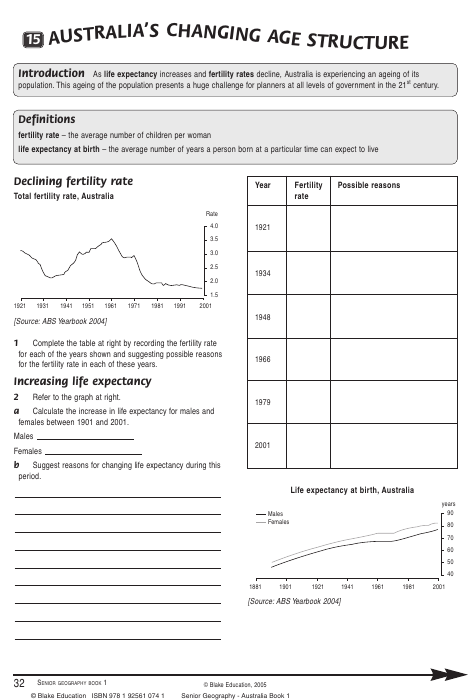 15 AUSTRALIA'S CHANGING AGE STRUCTURE
Introduction As life expectancy increases and fertility rates decline, Australia is experiencing an ageing of its
population. This ageing of the population presents a huge challenge for planners at all levels of government in the 21st century.
Definitions
fertility rate – the average number of children per woman
life expectancy at birth – the average number of years a person born at a particular time can expect to live
Declining fertility rate
Total fertility rate, Australia
Rate
4.0
3.5
3.0
2.5
2.0
1.5
1921 1931 1941 1951 1961 1971 1981 1991 2001
[Source: ABS Yearbook 2004]
1 Complete the table at right by recording the fertility rate
for each of the years shown and suggesting possible reasons
for the fertility rate in each of these years.
Increasing life expectancy
2 Refer to the graph at right.
a Calculate the increase in life expectancy for males and
females between 1901 and 2001.
Males
Females
b Suggest reasons for changing life expectancy during this
period.
Year Fertility rate Possible reasons
1921
1934
1948
1966
1979
2001
Life expectancy at birth, Australia
years
Males
Females
90
80
70
60
50
40
1881 1901 1921 1941 1961 1981 2001
[Source: ABS Yearbook 2004]
32 SENIOR GEOGRAPHY BOOK 1 © Blake Education, 2005
© Blake Education ISBN 978 1 92561 074 1 Senior Geography - Australia Book 1